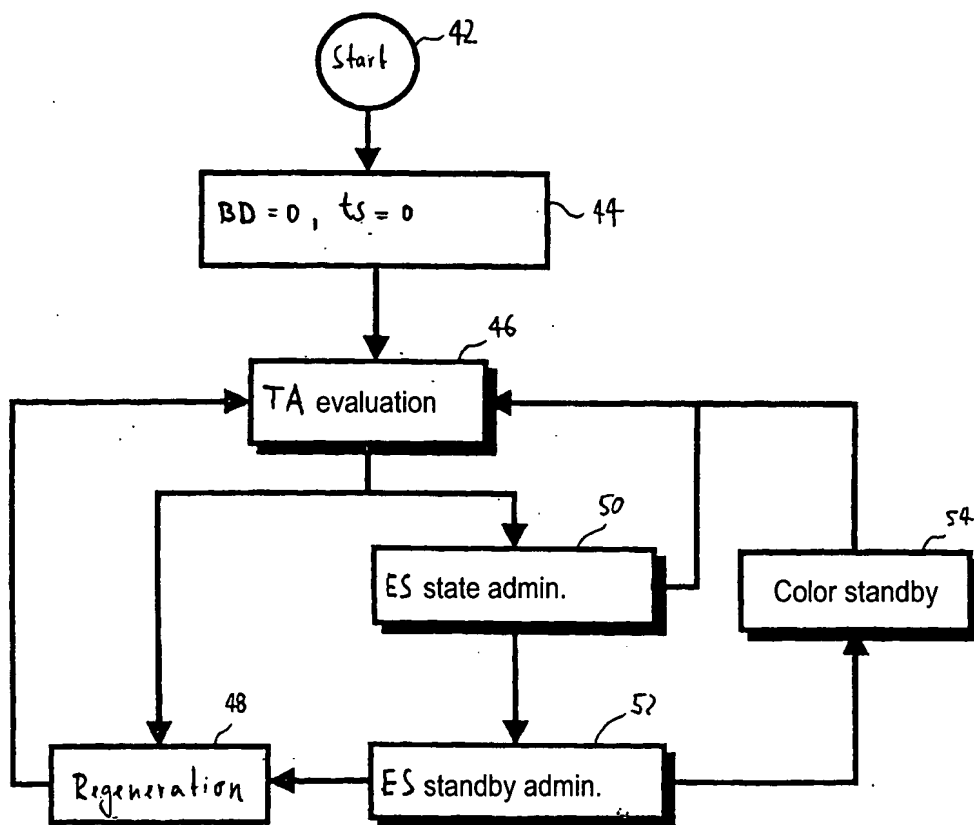 42
Start
BD = 0, ts = 0
44
46
TA evaluation
50
54
ES state admin.
Color standby
48
52
Regeneration
ES standby admin.